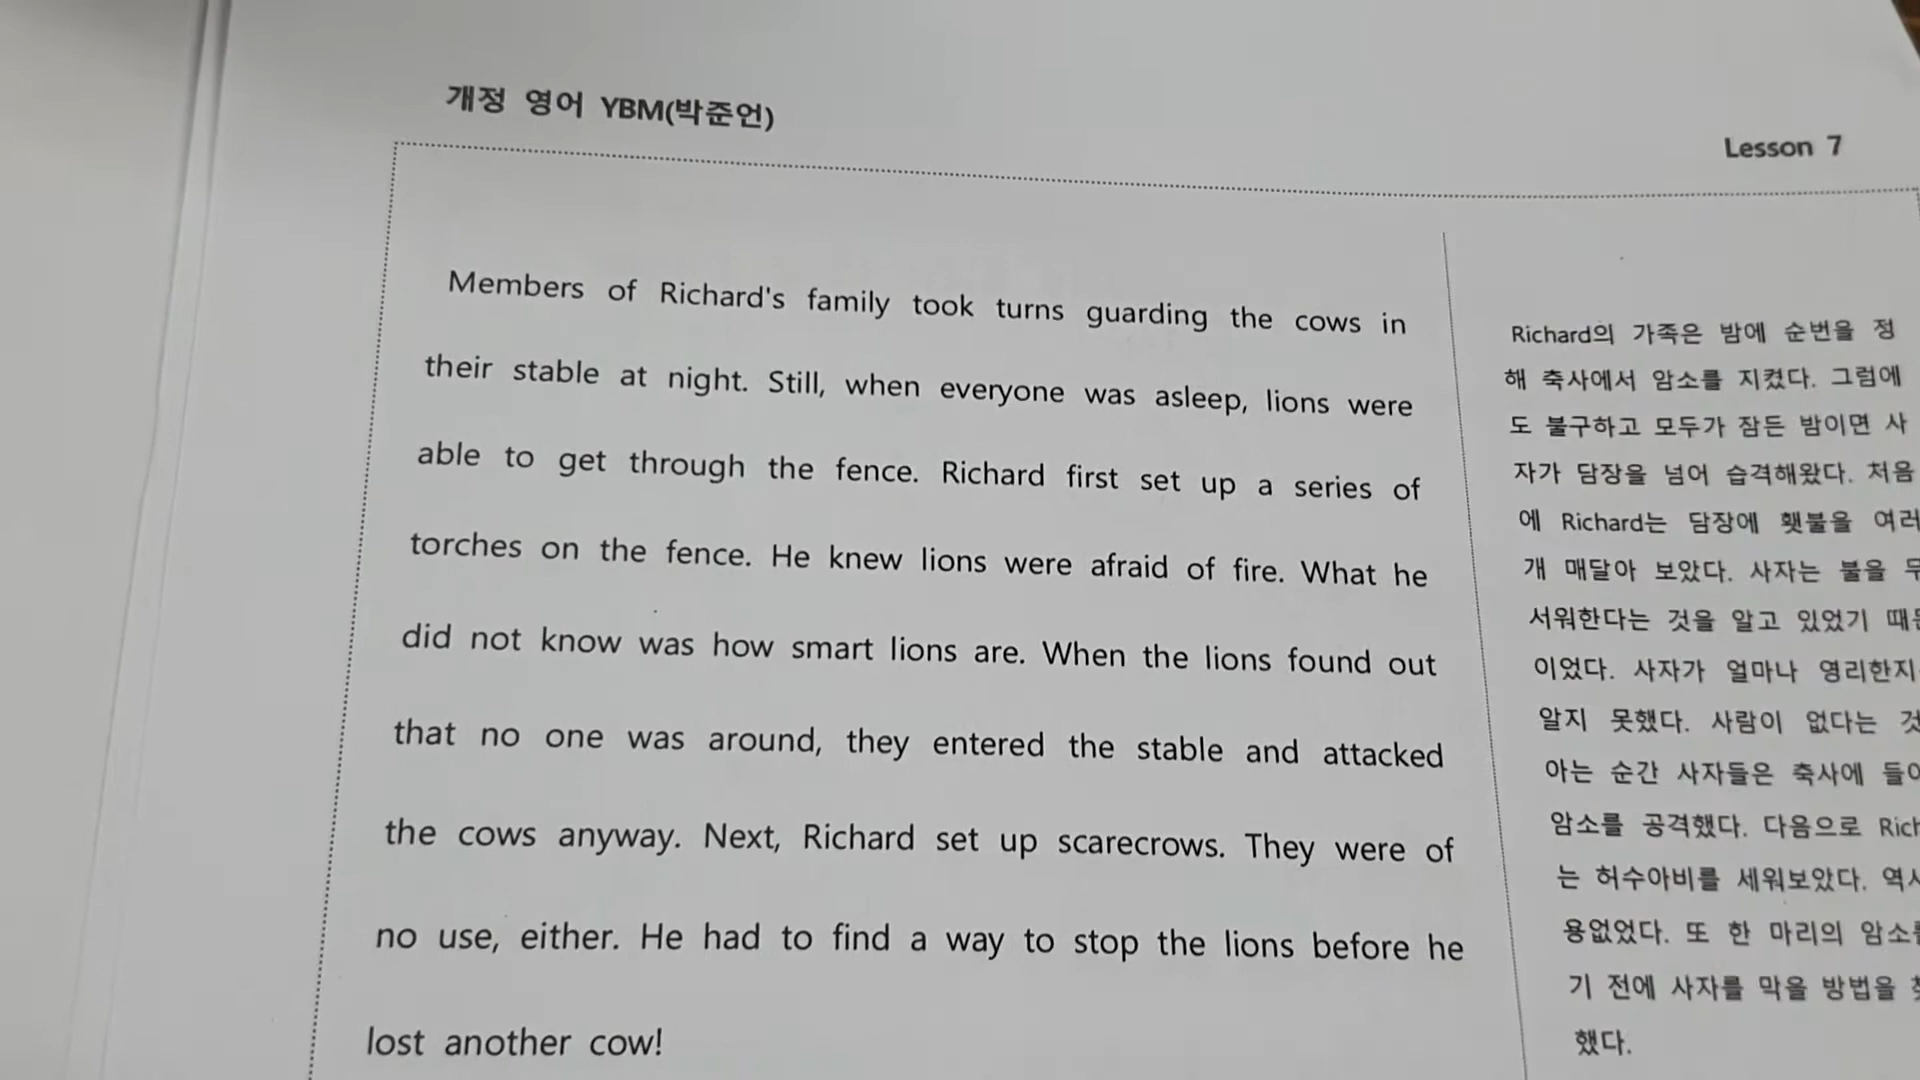 개정 영어 YBM(박준언)
Lesson 7
Members of Richard's family took turns guarding the cows in
their stable at night. Still, when everyone was asleep, lions were
able to get through the fence. Richard first set up a series of
torches on the fence. He knew lions were afraid of fire. What he
did not know was how smart lions are. When the lions found out
that no one was around, they entered the stable and attacked
the cows anyway. Next, Richard set up scarecrows. They were of
no use, either. He had to find a way to stop the lions before he
lost another cow!
Richard의 가족은 밤에 순번을 정
해 축사에서 암소를 지켰다. 그럼에
도 불구하고 모두가 잠든 밤이면 사
자가 담장을 넘어 습격해왔다. 처음
에 Richard는 담장에 횃불을 여러
개 매달아 보았다. 사자는 불을
서워한다는 것을 알고 있었기
이었다. 사자가 얼마나 영리한지
알지 못했다. 사람이 없다는
아는 순간 사자들은 축사에
암소를 공격했다. 다음으로
는 허수아비를 세워보았다.
용없었다. 또 한 마리의
기 전에 사자를 막을 방법을
했다.